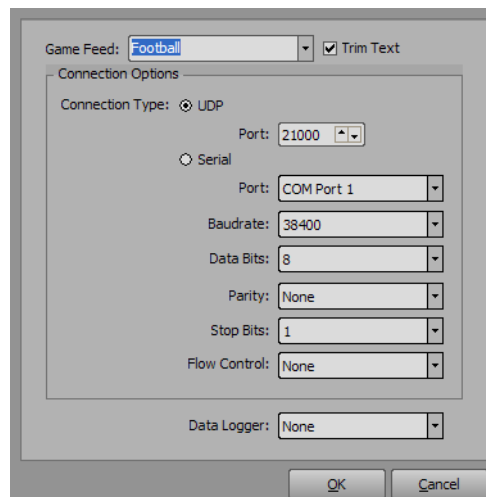 Game Feed: Football Trim Text
Connection Options
Connection Type: UDP
Port: 21000
Serial
Port: COM Port 1
Baudrate: 38400
Data Bits: 8
Parity: None
Stop Bits: 1
Flow Control: None
Data Logger: None
OK Cancel